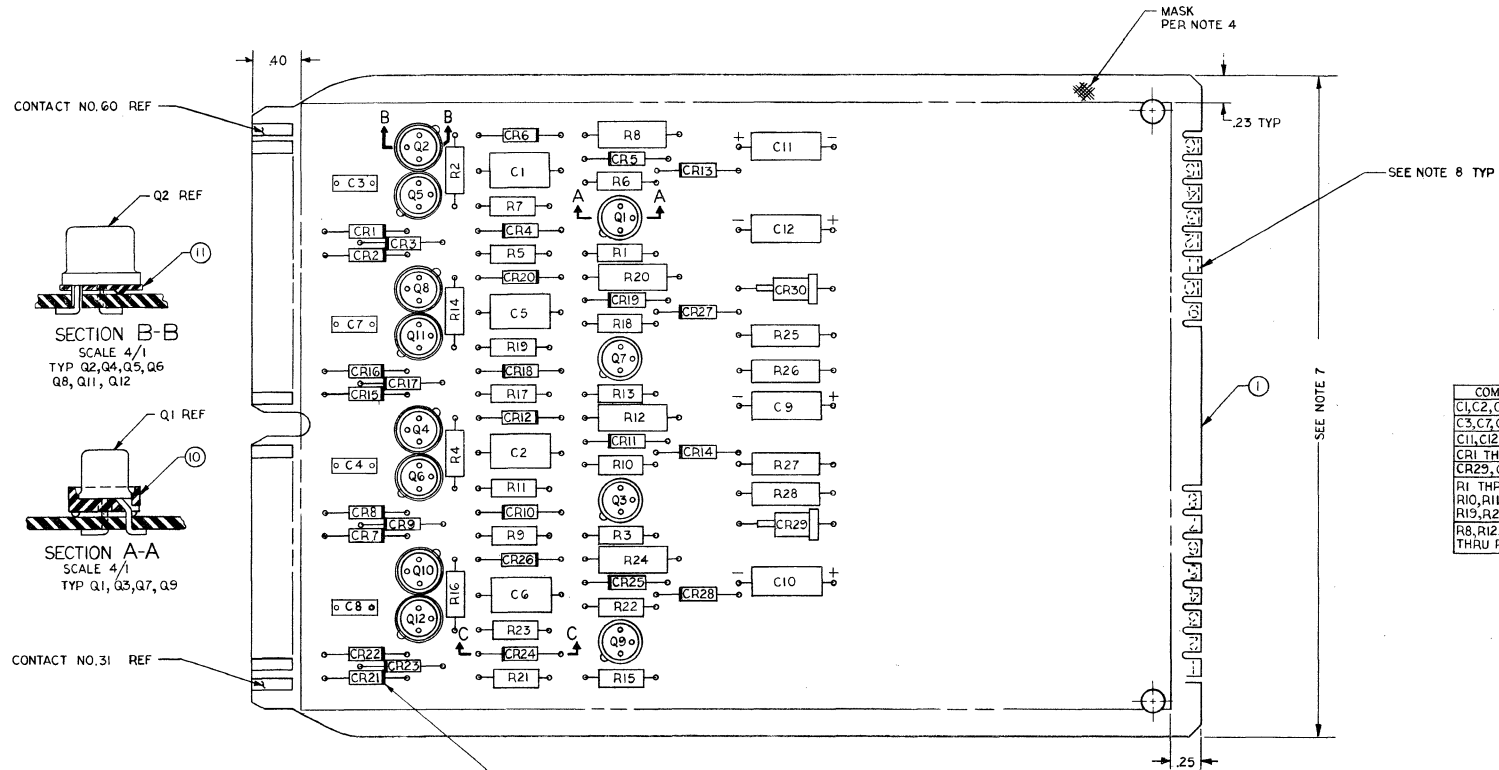 MASK
PER NOTE 4
.40
CONTACT NO.60 REF
.23 TYP
SEE NOTE 8 TYP
B B
Q2
R2
CR6
R8
C11
+ -
C1
CR5
CR13
C3
Q5
R6
Q2 REF
R7
A A
Q1
11
CR1
CR3
CR2
CR4
C12
- +
R5
R1
CR20
R20
Q8
R14
CR19
CR30
C5
CR27
C7
R18
Q11
R25
SECTION B-B
SCALE 4/1
TYP Q2,Q4,Q5,Q6
Q8, Q11, Q12
R19
Q7
CR16
CR17
CR15
CR18
R26
R17
R13
1
SEE NOTE 7
C9
- +
CR12
R12
Q1 REF
Q4
R4
CR11
CR14
10
C2
C4
R10
R27
Q6
R11
Q3
R28
CR8
CR9
CR7
CR10
CR29
R9
R3
SECTION A-A
SCALE 4/1
TYP Q1, Q3,Q7, Q9
CR26
R24
Q10
R16
CR25
C10
- +
C6
CR28
C8
R22
Q12
R23
C C
Q9
CR22
CR23
CR21
CR24
R21
R15
CONTACT NO.31 REF
.25
COM
C1,C2,C
C3,C7,C
C11,C12
CR1 TH
CR29,C
R1 THR
R10,R11
R19,R2
R8,R12,
THRU R